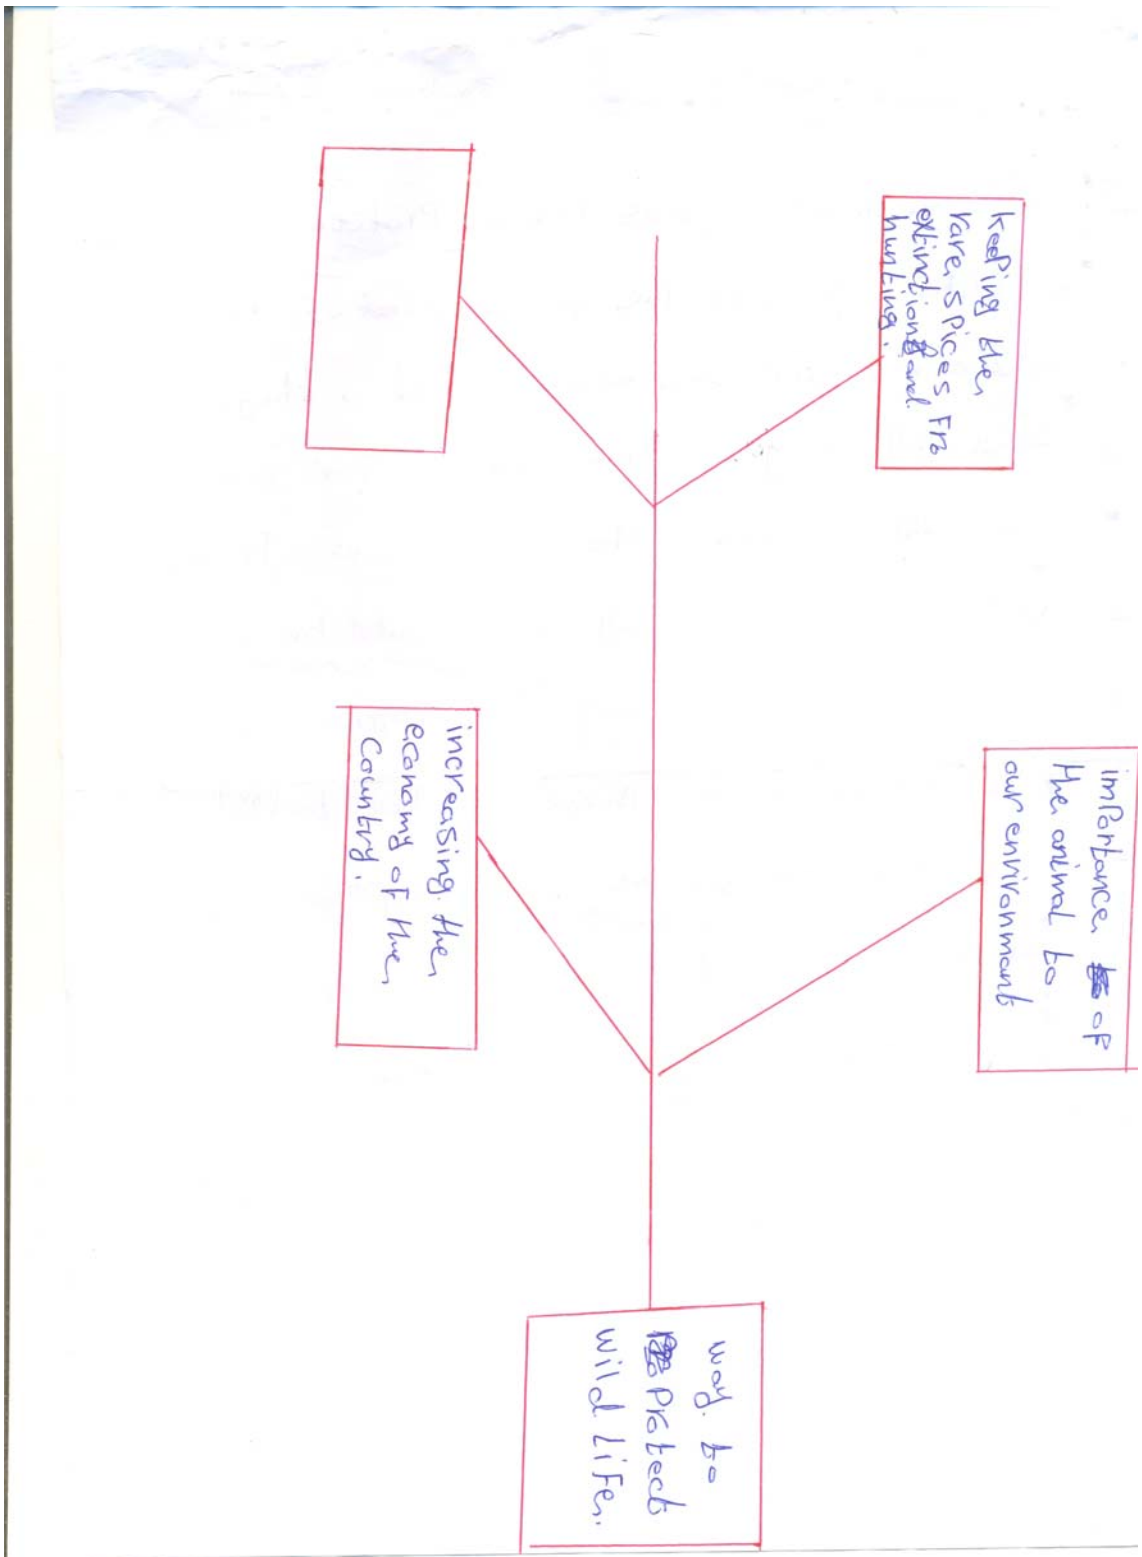 keeping the
rare spices Fro
extinction and
hunting.
importance of
the animal to
our environmant
increasing the
economy of the
Country.
way to
Protect
wild Life.